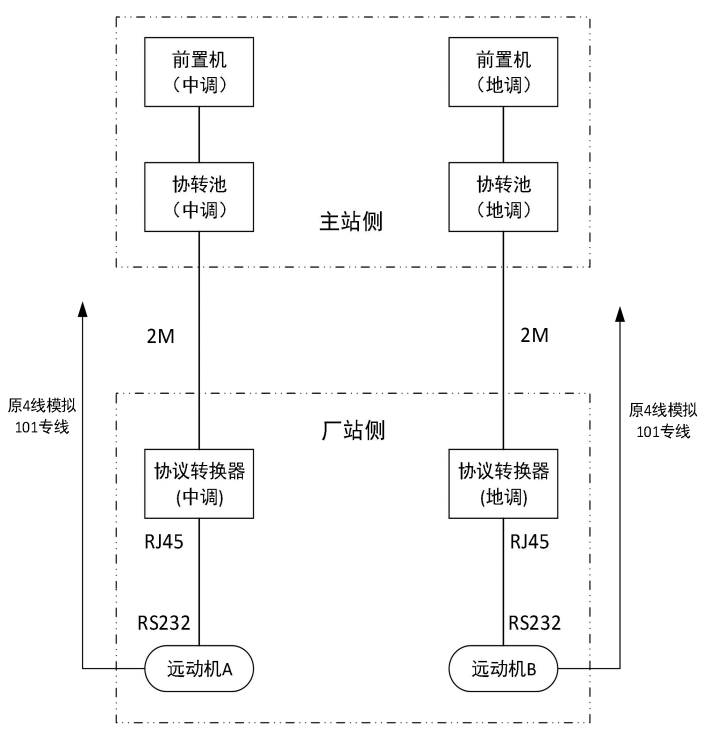 前置机
（中调）
前置机
（地调）
协转池
（中调）
协转池
（地调）
主站侧
2M
2M
原4线模拟
101专线
原4线模拟
101专线
厂站侧
协议转换器
(中调)
协议转换器
(地调)
RJ45
RJ45
RS232
RS232
远动机A
远动机B